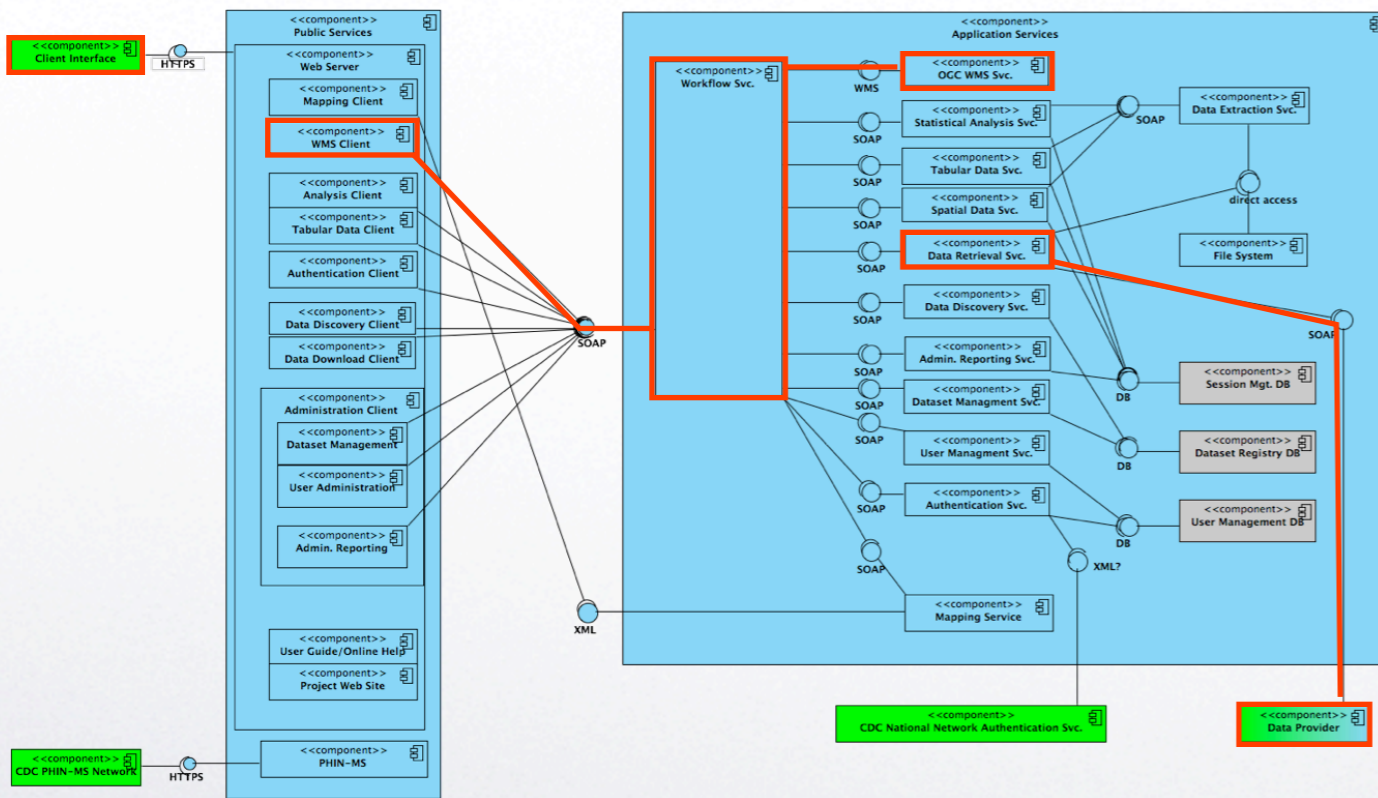 <<component>>
Client Interface
HTTPS
<<component>>
Public Services
<<component>>
Web Server
<<component>>
Mapping Client
<<component>>
WMS Client
<<component>>
Analysis Client
<<component>>
Tabular Data Client
<<component>>
Authentication Client
<<component>>
Data Discovery Client
<<component>>
Data Download Client
<<component>>
Administration Client
<<component>>
Dataset Management
<<component>>
User Administration
<<component>>
Admin. Reporting
<<component>>
User Guide/Online Help
<<component>>
Project Web Site
<<component>>
PHIN-MS
<<component>>
CDC PHIN-MS Network
HTTPS
SOAP
XML
<<component>>
Application Services
<<component>>
Workflow Svc.
WMS
SOAP
SOAP
SOAP
SOAP
SOAP
SOAP
SOAP
SOAP
SOAP
SOAP
<<component>>
OGC WMS Svc.
<<component>>
Statistical Analysis Svc.
<<component>>
Tabular Data Svc.
<<component>>
Spatial Data Svc.
<<component>>
Data Retrieval Svc.
<<component>>
Data Discovery Svc.
<<component>>
Admin. Reporting Svc.
<<component>>
Dataset Managment Svc.
<<component>>
User Managment Svc.
<<component>>
Authentication Svc.
<<component>>
Mapping Service
SOAP
<<component>>
Data Extraction Svc.
direct access
<<component>>
File System
SOAP
DB
<<component>>
Session Mgt. DB
DB
<<component>>
Dataset Registry DB
DB
<<component>>
User Management DB
XML?
<<component>>
CDC National Network Authentication Svc.
<<component>>
Data Provider